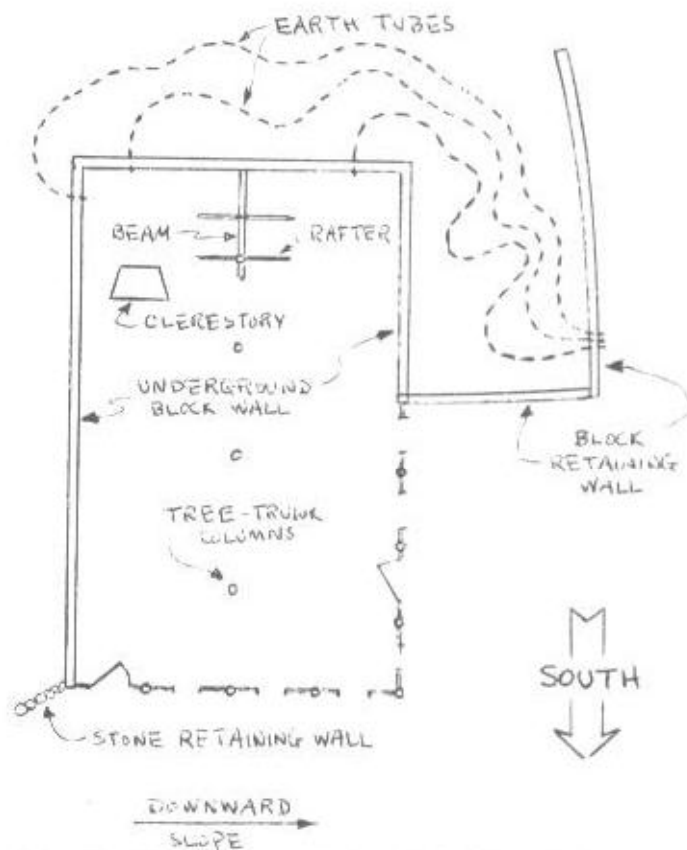 EARTH TUBES
BEAM
RAFTER
CLERESTORY
UNDERGROUND
BLOCK WALL
BLOCK
RETAINING
WALL
TREE-TRUNK
COLUMNS
SOUTH
STONE RETAINING WALL
DOWNWARD
SLOPE